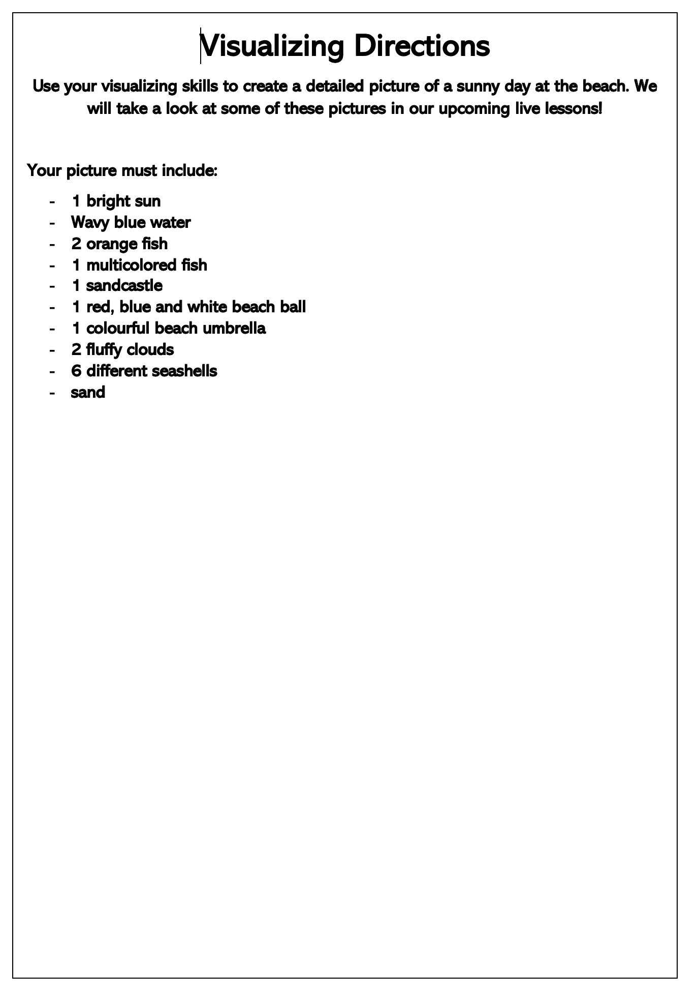 Visualizing Directions
Use your visualizing skills to create a detailed picture of a sunny day at the beach. We
will take a look at some of these pictures in our upcoming live lessons!
Your picture must include:
- 1 bright sun
- Wavy blue water
- 2 orange fish
- 1 multicolored fish
- 1 sandcastle
- 1 red, blue and white beach ball
- 1 colourful beach umbrella
- 2 fluffy clouds
- 6 different seashells
- sand